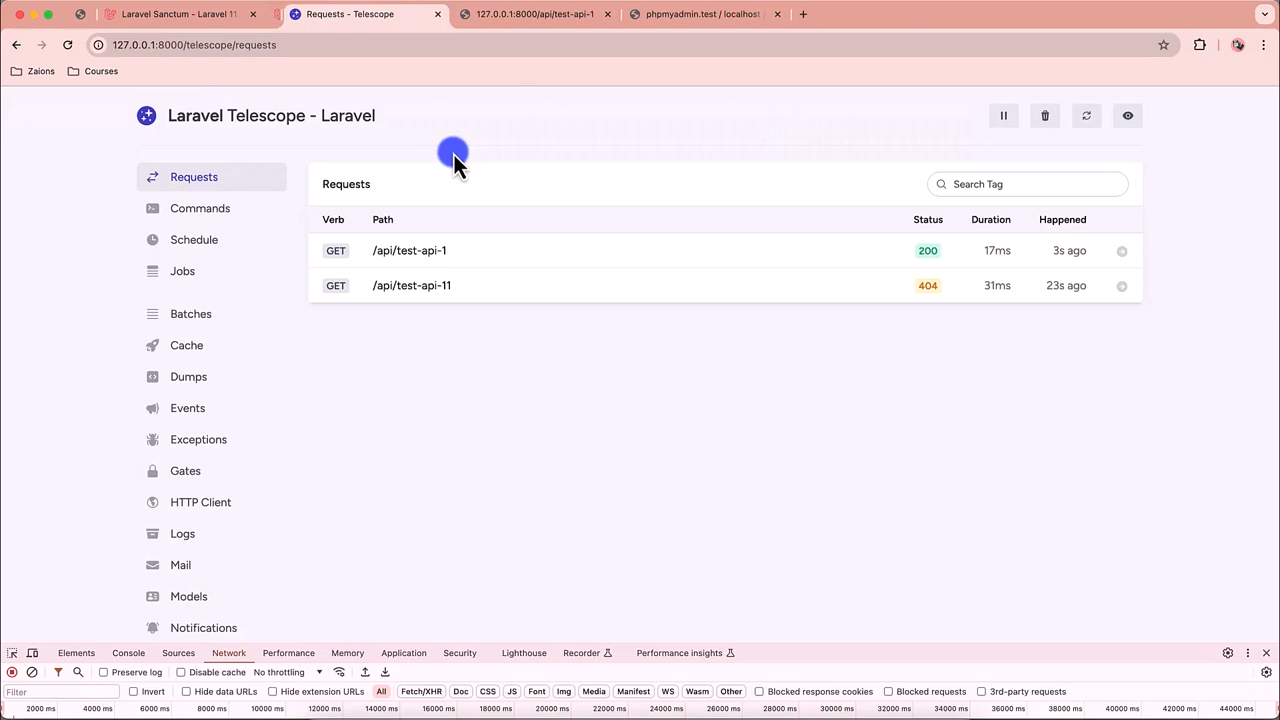 Laravel Sanctum - Laravel 11
Requests - Telescope
127.0.0.1:8000/api/test-api-1
phpmyadmin.test / localhost
127.0.0.1:8000/telescope/requests
Zaions
Courses
Laravel Telescope - Laravel
Requests
Commands
Schedule
Jobs
Batches
Cache
Dumps
Events
Exceptions
Gates
HTTP Client
Logs
Mail
Models
Notifications
Requests
Search Tag
Verb Path Status Duration Happened
GET /api/test-api-1 200 17ms 3s ago
GET /api/test-api-11 404 31ms 23s ago
Elements Console Sources Network Performance Memory Application Security Lighthouse Recorder Performance insights
Preserve log Disable cache No throttling
Filter Invert Hide data URLs Hide extension URLs All Fetch/XHR Doc CSS JS Font Img Media Manifest WS Wasm Other Blocked response cookies Blocked requests 3rd-party requests
2000 ms 4000 ms 6000 ms 8000 ms 10000 ms 12000 ms 14000 ms 16000 ms 18000 ms 20000 ms 22000 ms 24000 ms 26000 ms 28000 ms 30000 ms 32000 ms 34000 ms 36000 ms 38000 ms 40000 ms 42000 ms 44000 ms